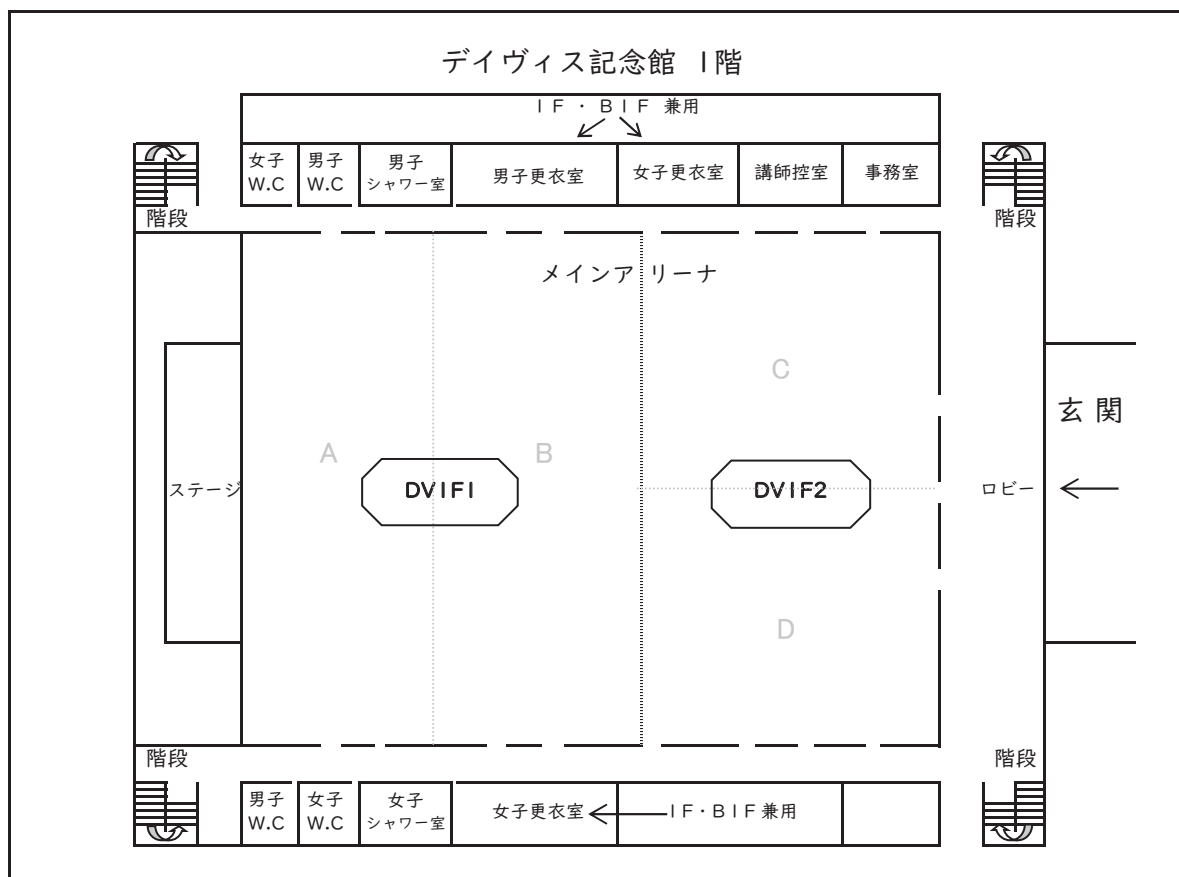 デイヴィス記念館 1階
1F・B1F 兼用
女子
W.C
男子
W.C
男子
シャワー室
男子更衣室
女子更衣室
講師控室
事務室
階段
階段
メインアリーナ
C
玄関
A
B
ステージ
DV1F1
DV1F2
ロビー
D
階段
階段
男子
W.C
女子
W.C
女子
シャワー室
女子更衣室
1F・B1F兼用